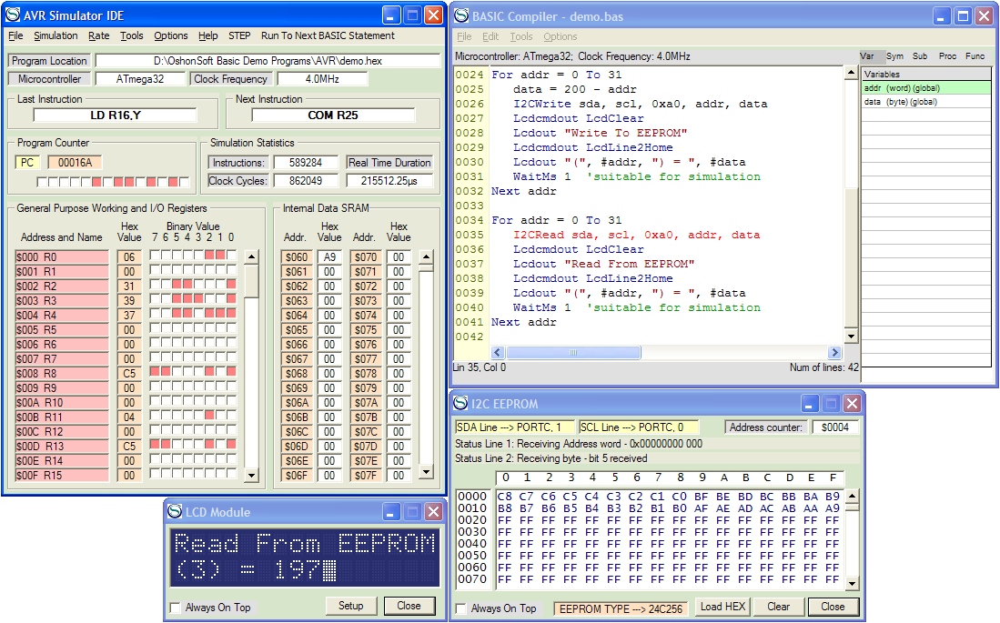 AVR Simulator IDE
File Simulation Rate Tools Options Help STEP Run To Next BASIC Statement
Program Location D:\OshonSoft Basic Demo Programs\AVR\demo.hex
Microcontroller ATmega32 Clock Frequency 4.0MHz
Last Instruction Next Instruction
LD R16,Y COM R25
Program Counter Simulation Statistics
PC 00016A Instructions: 589284 Real Time Duration
Clock Cycles: 862049 215512.25µs
General Purpose Working and I/O Registers Internal Data SRAM
Address and Name Hex Value Binary Value 7 6 5 4 3 2 1 0 Addr. Hex Value Addr. Hex Value
$000 R0 06 $060 A9 $070 00
$001 R1 00 $061 00 $071 00
$002 R2 31 $062 00 $072 00
$003 R3 39 $063 00 $073 00
$004 R4 37 $064 00 $074 00
$005 R5 00 $065 00 $075 00
$006 R6 00 $066 00 $076 00
$007 R7 00 $067 00 $077 00
$008 R8 C5 $068 00 $078 00
$009 R9 00 $069 00 $079 00
$00A R10 00 $06A 00 $07A 00
$00B R11 04 $06B 00 $07B 00
$00C R12 00 $06C 00 $07C 00
$00D R13 C5 $06D 00 $07D 00
$00E R14 00 $06E 00 $07E 00
$00F R15 00 $06F 00 $07F 00
BASIC Compiler - demo.bas
File Edit Tools Options
Microcontroller: ATmega32; Clock Frequency: 4.0MHz
0024 For addr = 0 To 31
0025 data = 200 - addr
0026 I2CWrite sda, scl, 0xa0, addr, data
0027 Lcdcmdout LcdClear
0028 Lcdout "Write To EEPROM"
0029 Lcdcmdout LcdLine2Home
0030 Lcdout "(", #addr, ") = ", #data
0031 WaitMs 1 'suitable for simulation
0032 Next addr
0033
0034 For addr = 0 To 31
0035 I2CRead sda, scl, 0xa0, addr, data
0036 Lcdcmdout LcdClear
0037 Lcdout "Read From EEPROM"
0038 Lcdcmdout LcdLine2Home
0039 Lcdout "(", #addr, ") = ", #data
0040 WaitMs 1 'suitable for simulation
0041 Next addr
0042
Lin 35, Col 0 Num of lines: 42
Var Sym Sub Proc Func
Variables
addr (word) (global)
data (byte) (global)
LCD Module
Read From EEPROM
(3) = 197
Always On Top Setup Close
I2C EEPROM
SDA Line ---> PORTC, 1 SCL Line ---> PORTC, 0 Address counter: $0004
Status Line 1: Receiving Address word - 0x00000000 000
Status Line 2: Receiving byte - bit 5 received
0 1 2 3 4 5 6 7 8 9 A B C D E F
0000 C8 C7 C6 C5 C4 C3 C2 C1 C0 BF BE BD BC BB BA B9
0010 B8 B7 B6 B5 B4 B3 B2 B1 B0 AF AE AD AC AB AA A9
0020 FF FF FF FF FF FF FF FF FF FF FF FF FF FF FF FF
0030 FF FF FF FF FF FF FF FF FF FF FF FF FF FF FF FF
0040 FF FF FF FF FF FF FF FF FF FF FF FF FF FF FF FF
0050 FF FF FF FF FF FF FF FF FF FF FF FF FF FF FF FF
0060 FF FF FF FF FF FF FF FF FF FF FF FF FF FF FF FF
0070 FF FF FF FF FF FF FF FF FF FF FF FF FF FF FF FF
Always On Top EEPROM TYPE ---> 24C256 Load HEX Clear Close